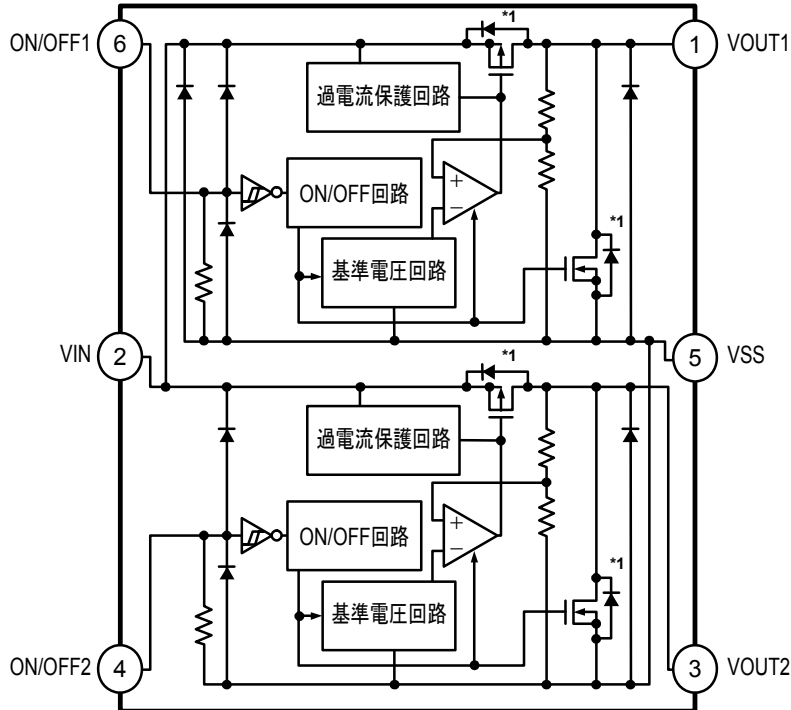 *1
ON/OFF1
6
1
VOUT1
過電流保護回路
ON/OFF回路
+
−
*1
基準電圧回路
VIN
2
*1
5
VSS
過電流保護回路
ON/OFF回路
+
−
*1
基準電圧回路
ON/OFF2
4
3
VOUT2